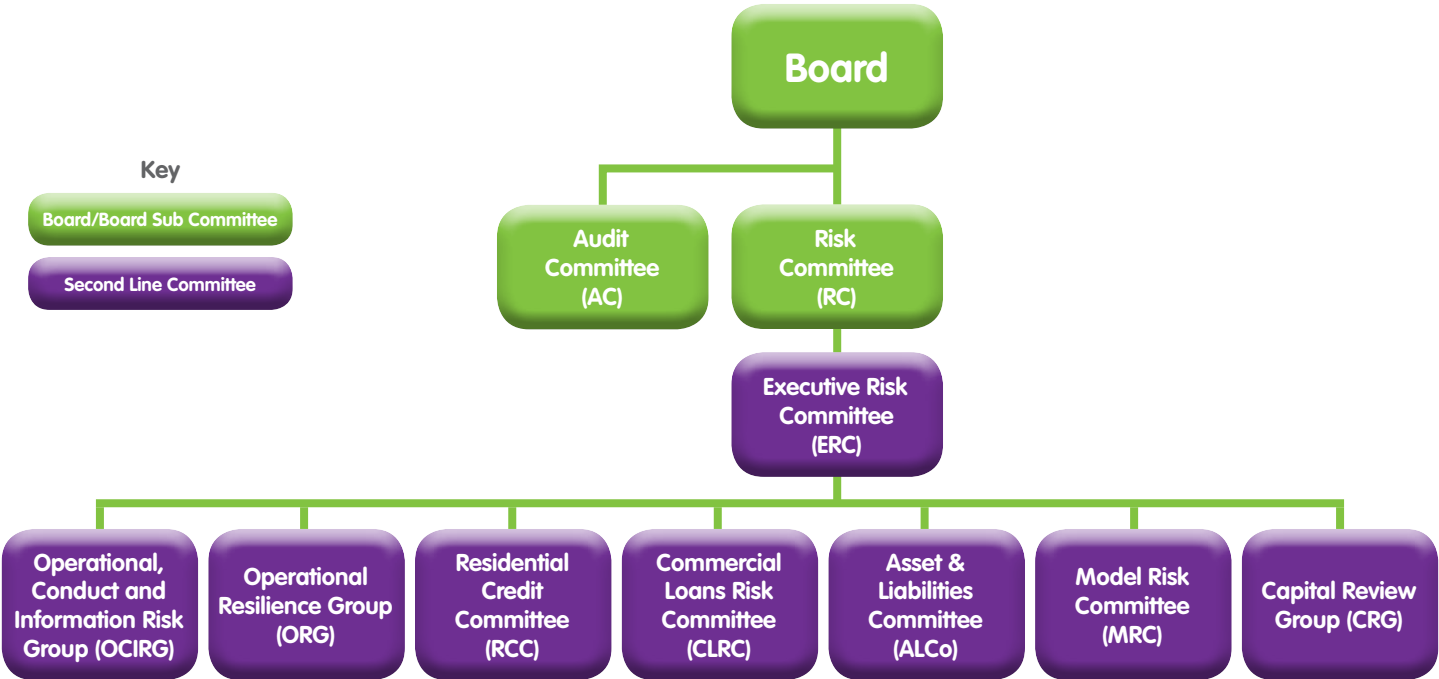 Board
Key
Board/Board Sub Committee
Second Line Committee
Audit
Committee
(AC)
Risk
Committee
(RC)
Executive Risk
Committee
(ERC)
Operational,
Conduct and
Information Risk
Group (OCIRG)
Operational
Resilience Group
(ORG)
Residential
Credit
Committee
(RCC)
Commercial
Loans Risk
Committee
(CLRC)
Asset &
Liabilities
Committee
(ALCo)
Model Risk
Committee
(MRC)
Capital Review
Group (CRG)